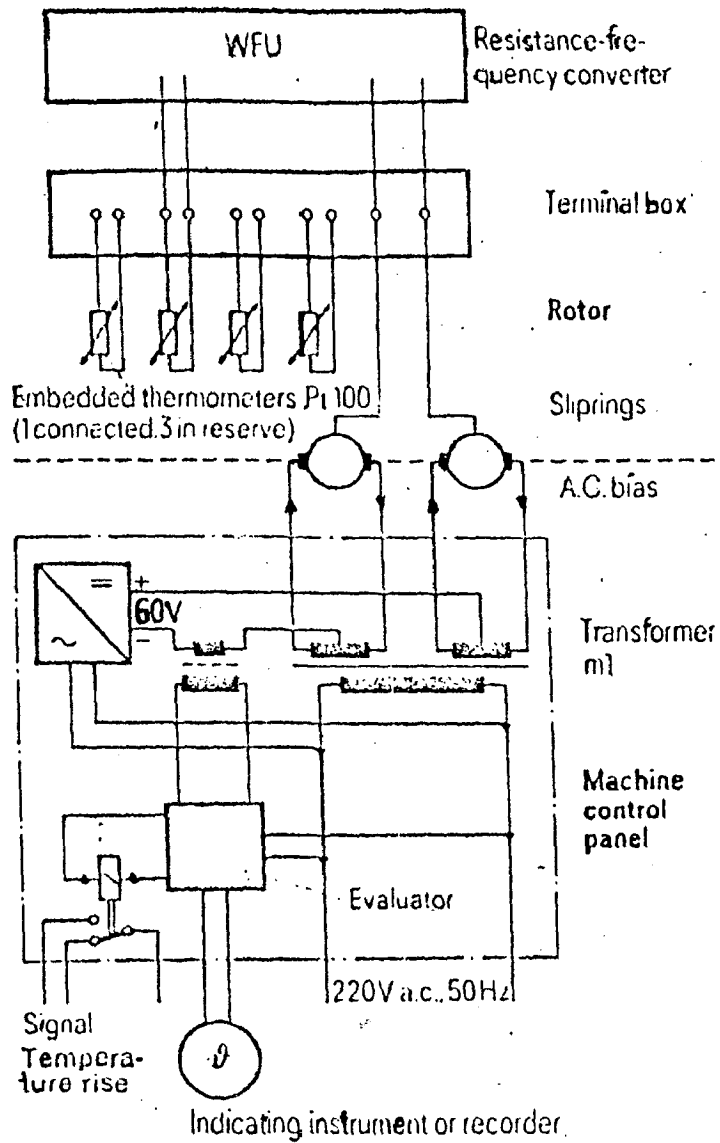 WFU
Resistance-fre-
quency converter
Terminal box
Rotor
Embedded thermometers Pt 100
(1 connected. 3 in reserve)
Sliprings
A.C. bias
+
60V
−
=
~
Transformer
m1
Machine
control
panel
Evaluator
220V a.c., 50Hz
Signal
Tempera-
ture rise
ϑ
Indicating instrument or recorder.